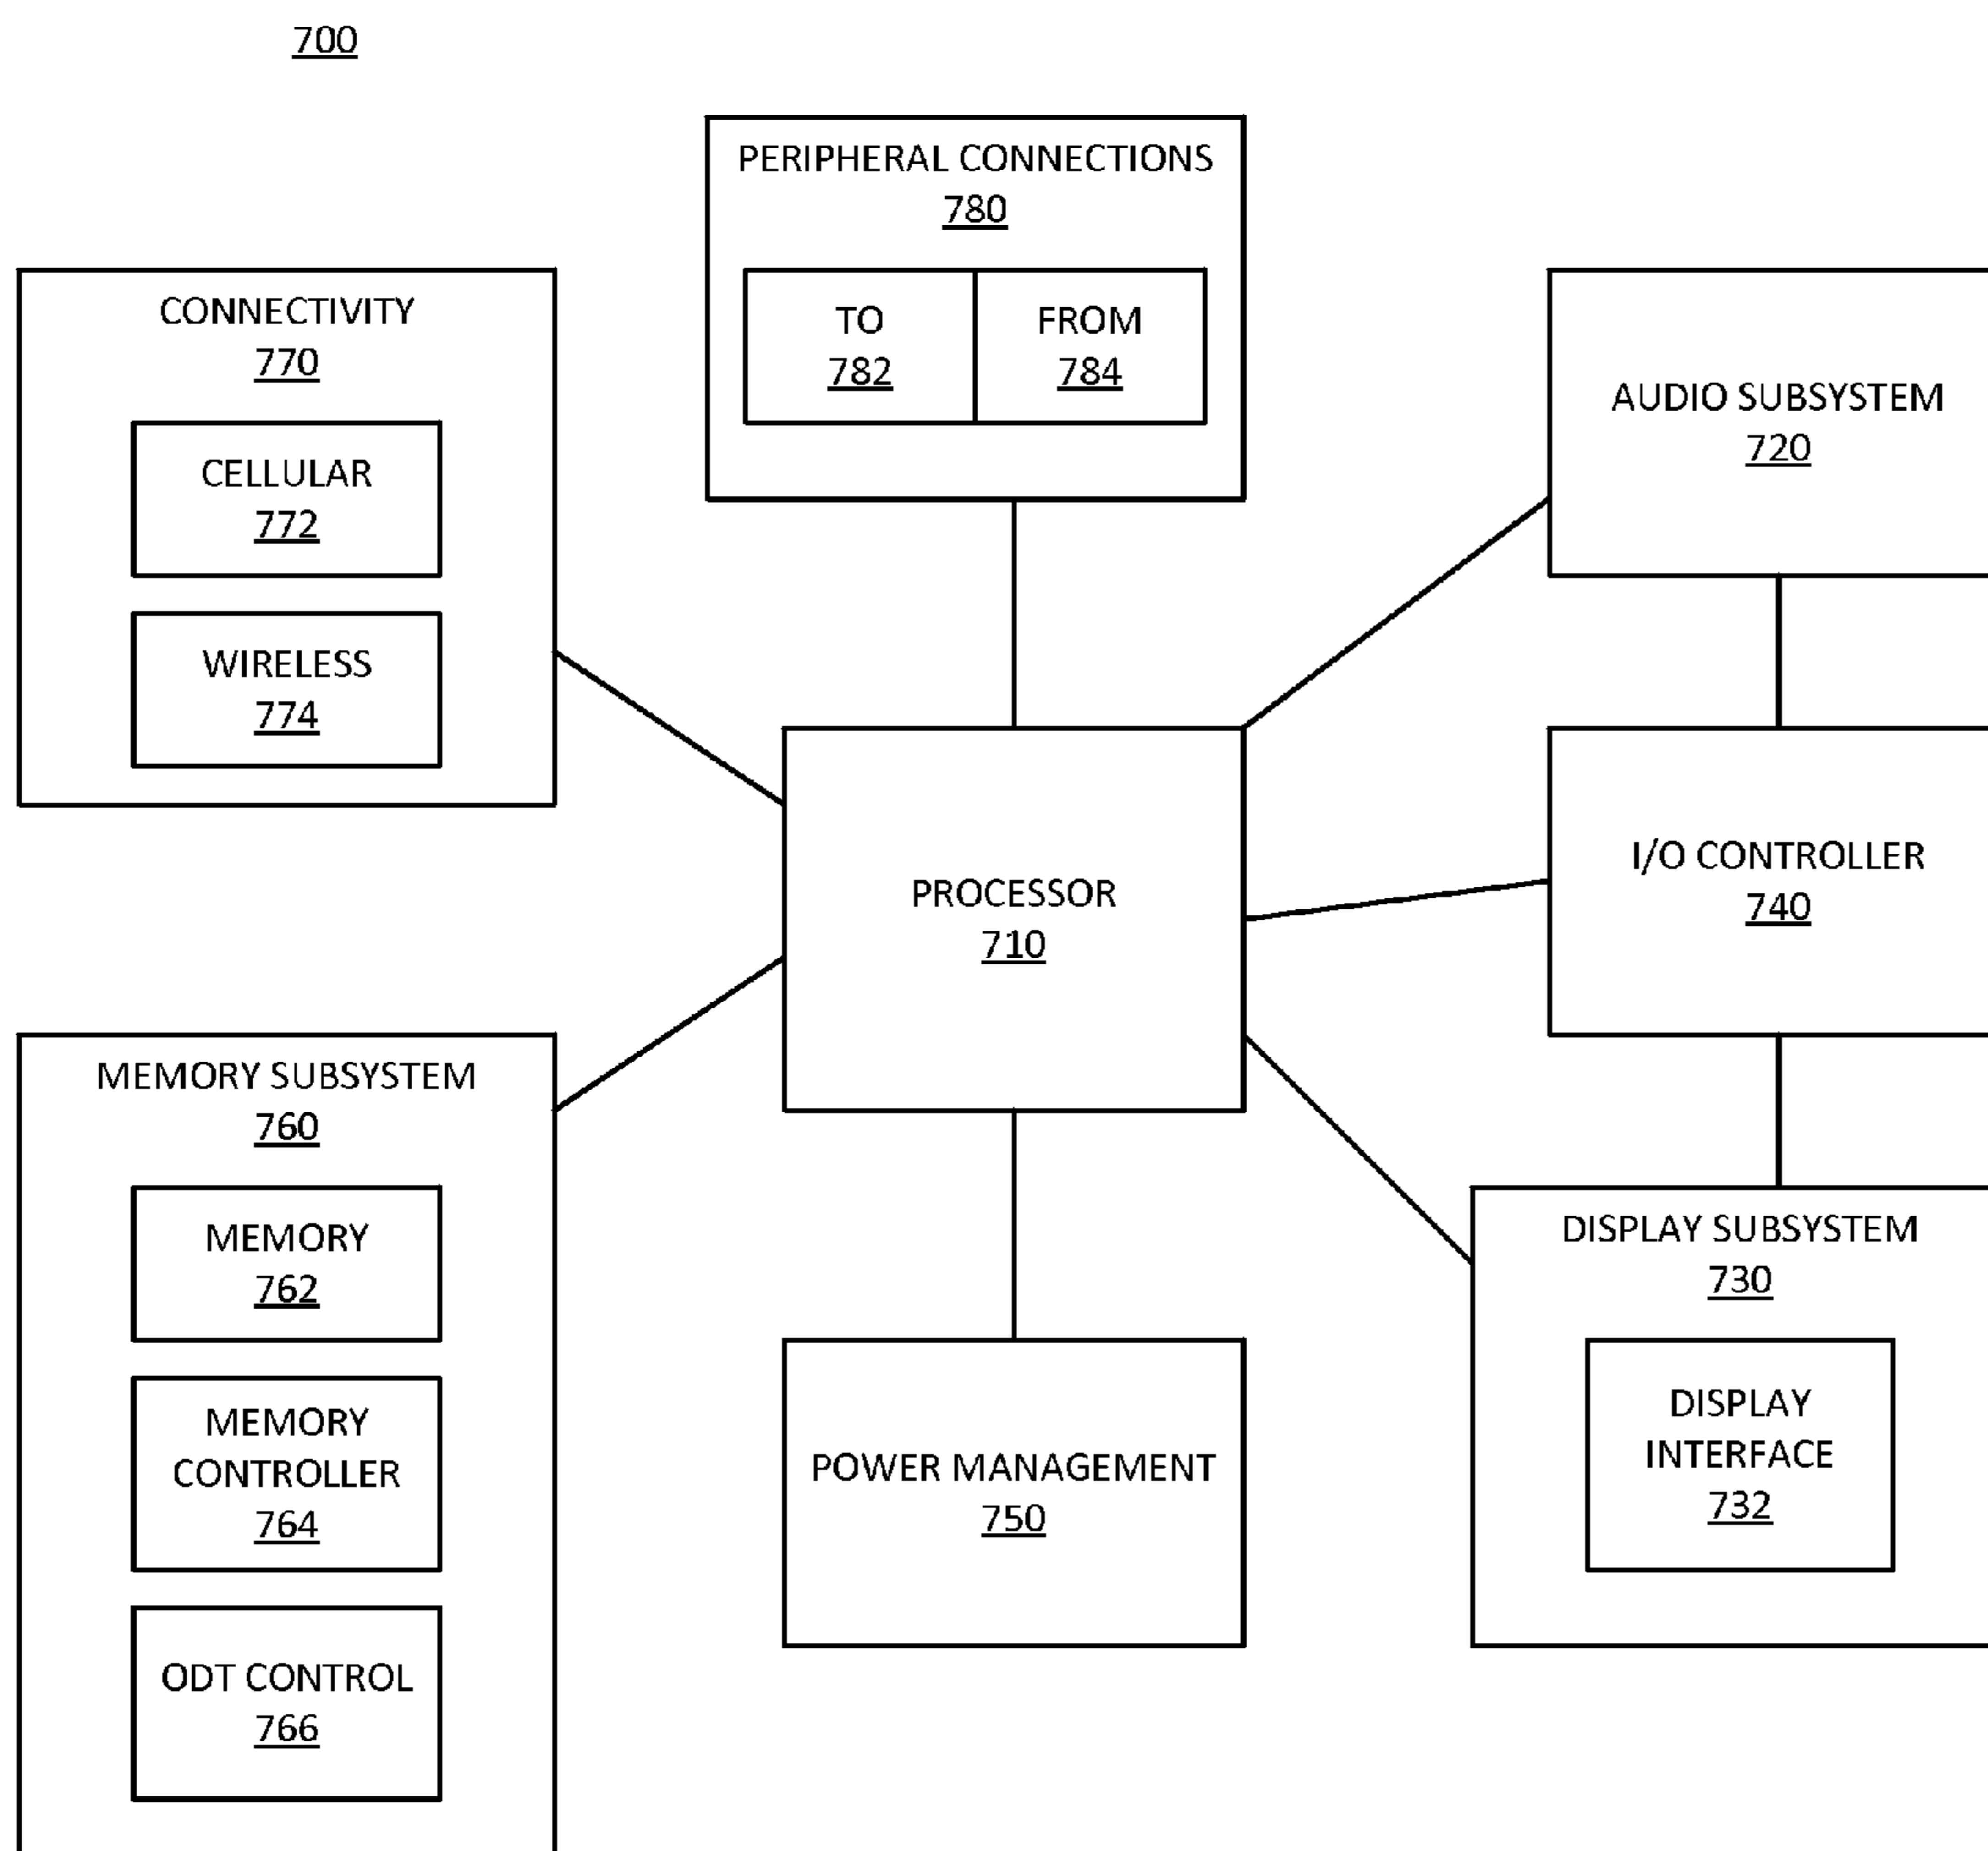 700
PERIPHERAL CONNECTIONS
780
TO
782
FROM
784
CONNECTIVITY
770
CELLULAR
772
WIRELESS
774
AUDIO SUBSYSTEM
720
PROCESSOR
710
I/O CONTROLLER
740
MEMORY SUBSYSTEM
760
MEMORY
762
MEMORY
CONTROLLER
764
ODT CONTROL
766
POWER MANAGEMENT
750
DISPLAY SUBSYSTEM
730
DISPLAY
INTERFACE
732